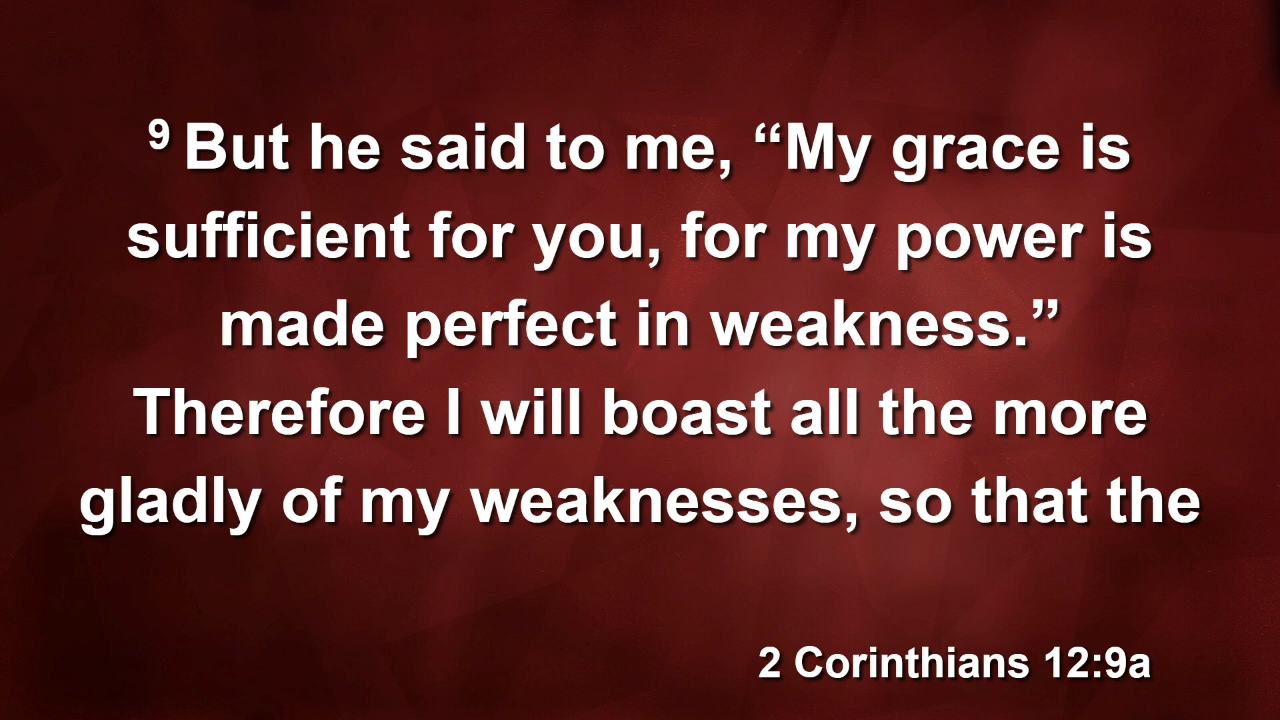 ⁹ But he said to me, “My grace is
sufficient for you, for my power is
made perfect in weakness.”
Therefore I will boast all the more
gladly of my weaknesses, so that the
2 Corinthians 12:9a